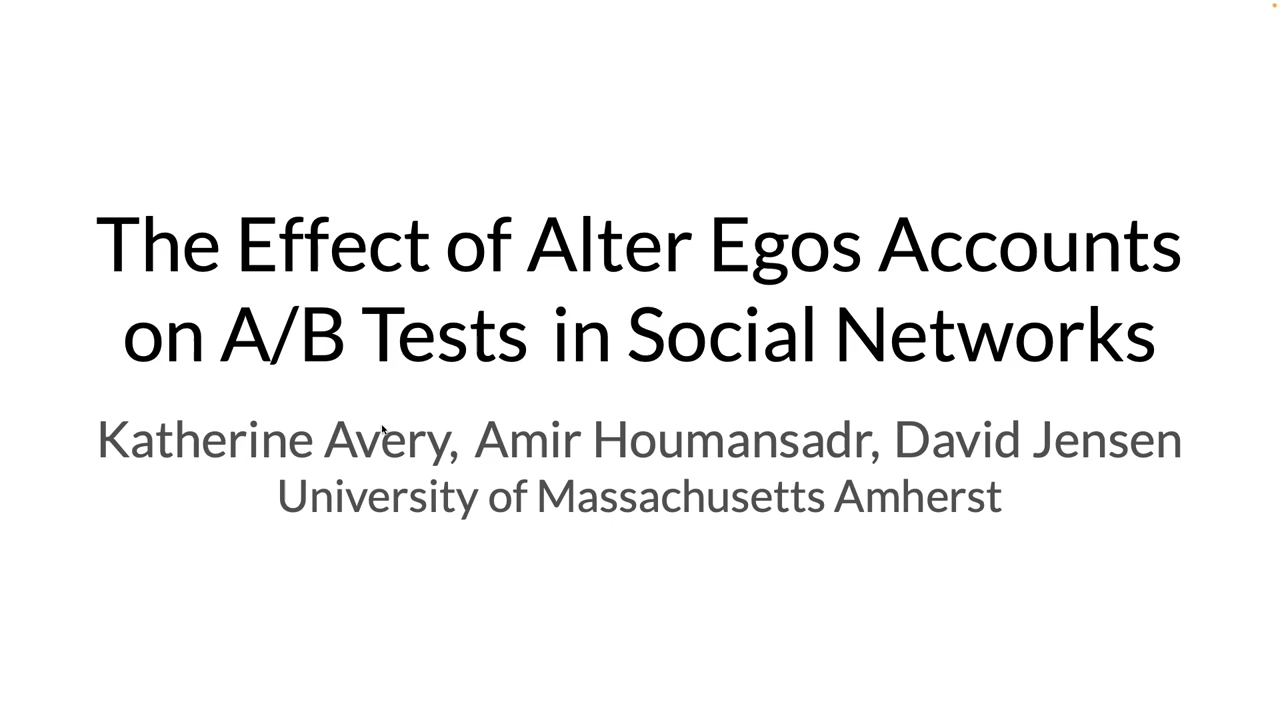 The Effect of Alter Egos Accounts
on A/B Tests in Social Networks
Katherine Avery, Amir Houmansadr, David Jensen
University of Massachusetts Amherst